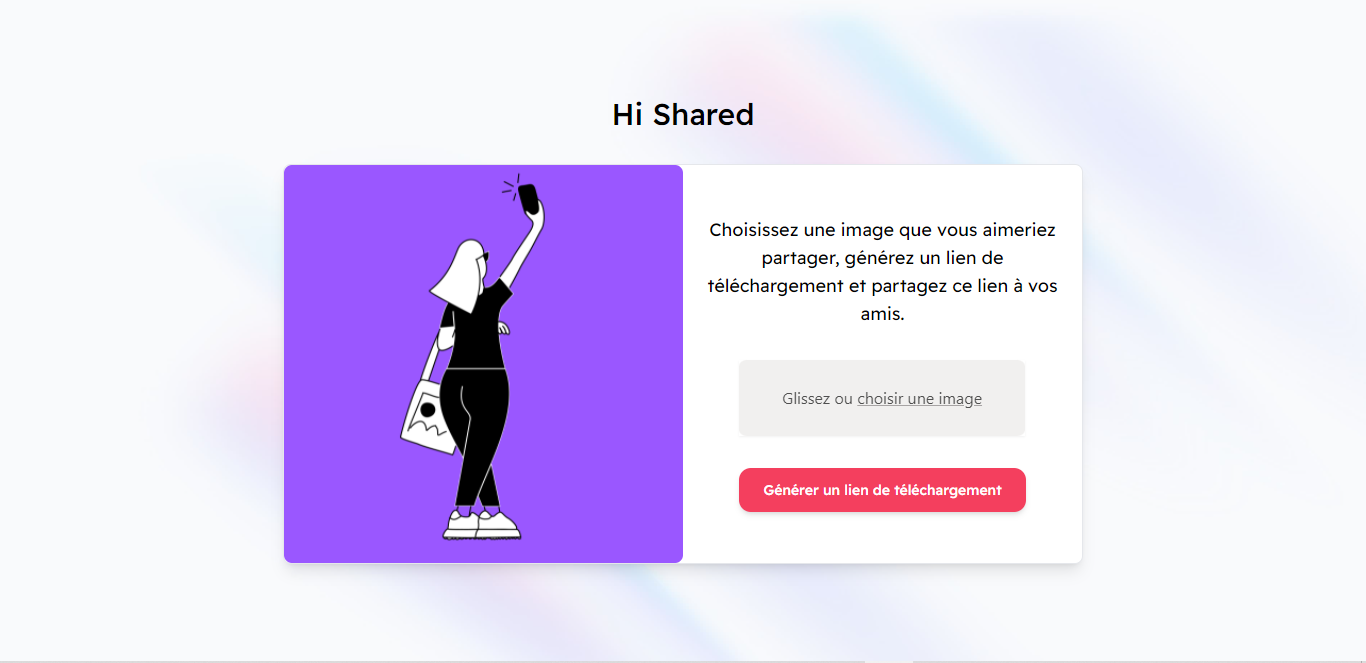 Hi Shared
Choisissez une image que vous aimeriez
partager, générez un lien de
téléchargement et partagez ce lien à vos
amis.
Glissez ou choisir une image
Générer un lien de téléchargement